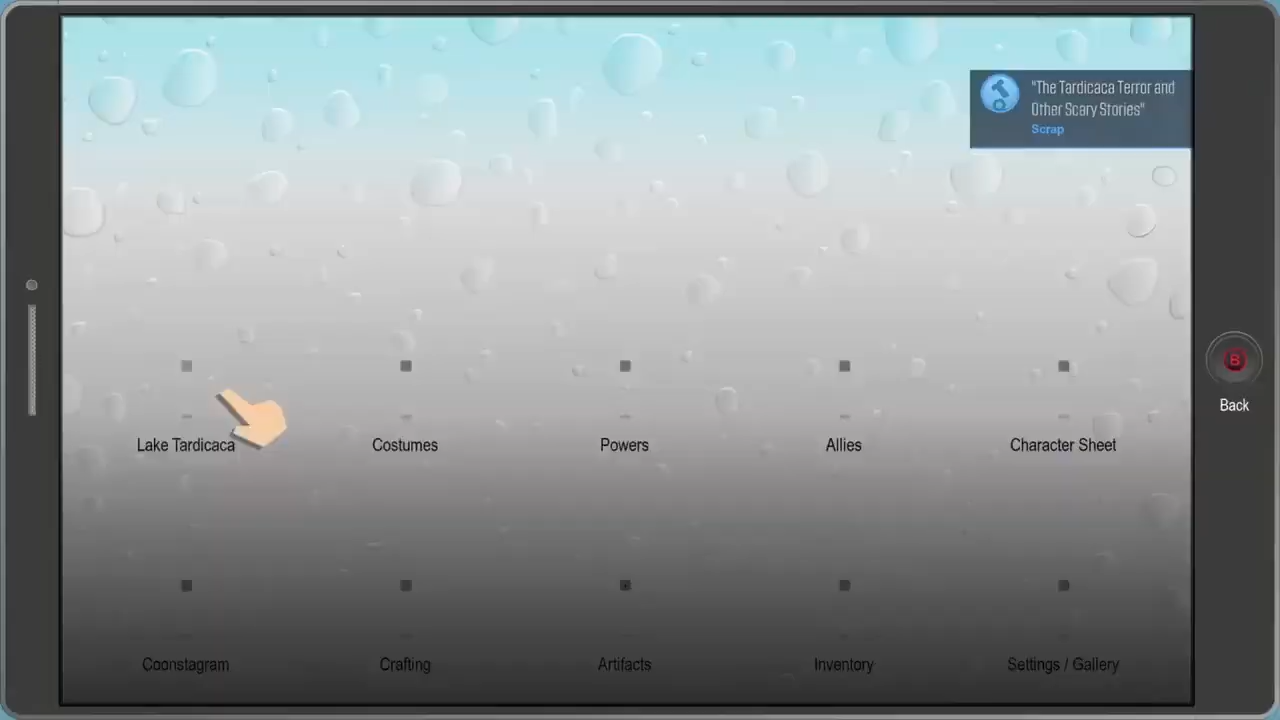 "The Tardicaca Terror and
Other Scary Stories"
Scrap
B
Back
Lake Tardicaca
Costumes
Powers
Allies
Character Sheet
Coonstagram
Crafting
Artifacts
Inventory
Settings / Gallery